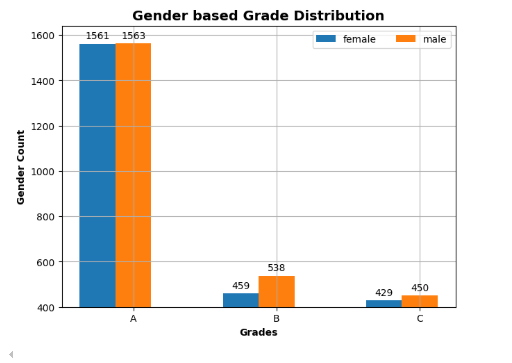 Gender based Grade Distribution
1600
1400
1200
1000
800
600
400
Gender Count
1561 1563
459 538
429 450
female male
A B C
Grades